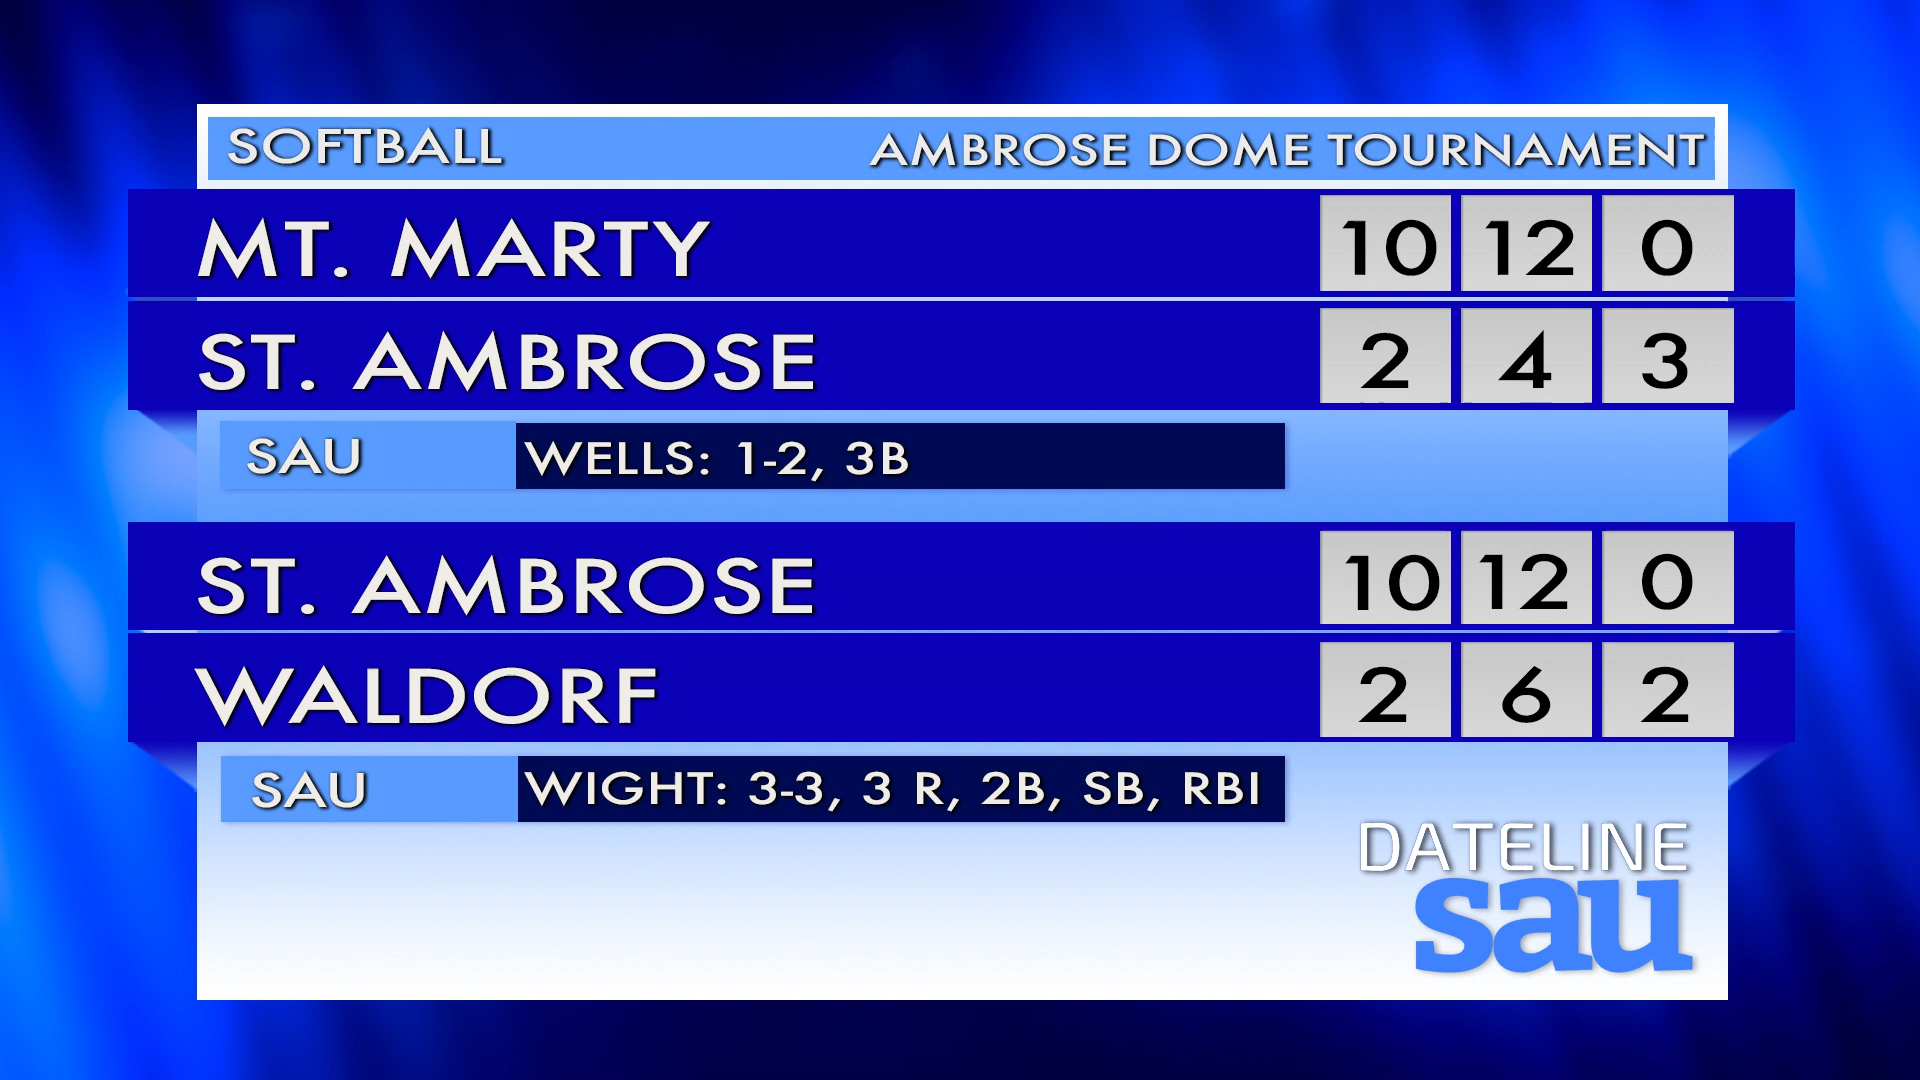 SOFTBALL AMBROSE DOME TOURNAMENT
MT. MARTY 10 12 0
ST. AMBROSE 2 4 3
SAU WELLS: 1-2, 3B
ST. AMBROSE 10 12 0
WALDORF 2 6 2
SAU WIGHT: 3-3, 3 R, 2B, SB, RBI
DATELINE
sau